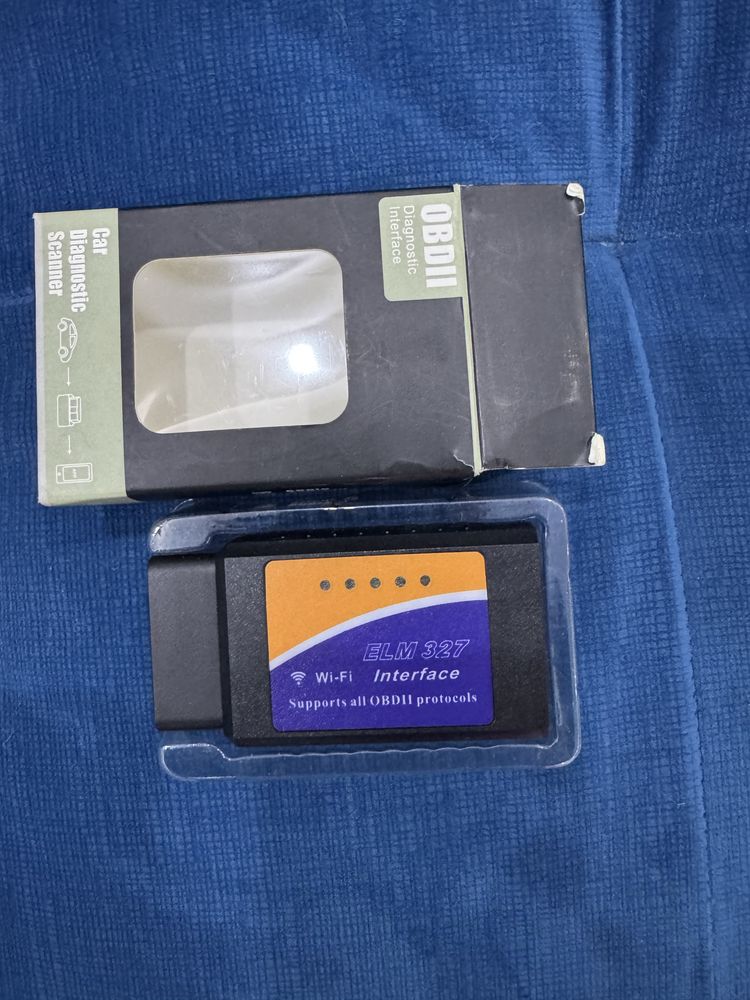 OBDII
Diagnostic
Interface
Car
Diagnostic
Scanner
ELM 327
Wi-Fi Interface
Supports all OBDII protocols